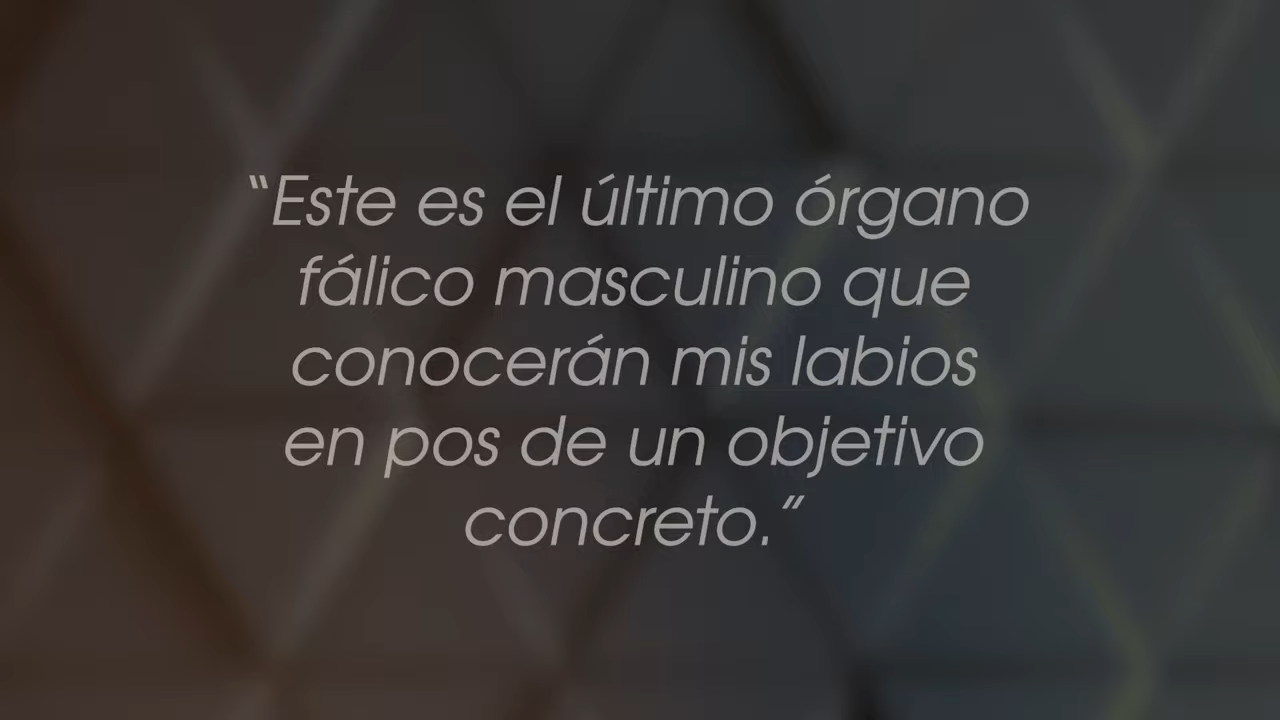 “Este es el último órgano
fálico masculino que
conocerán mis labios
en pos de un objetivo
concreto.”